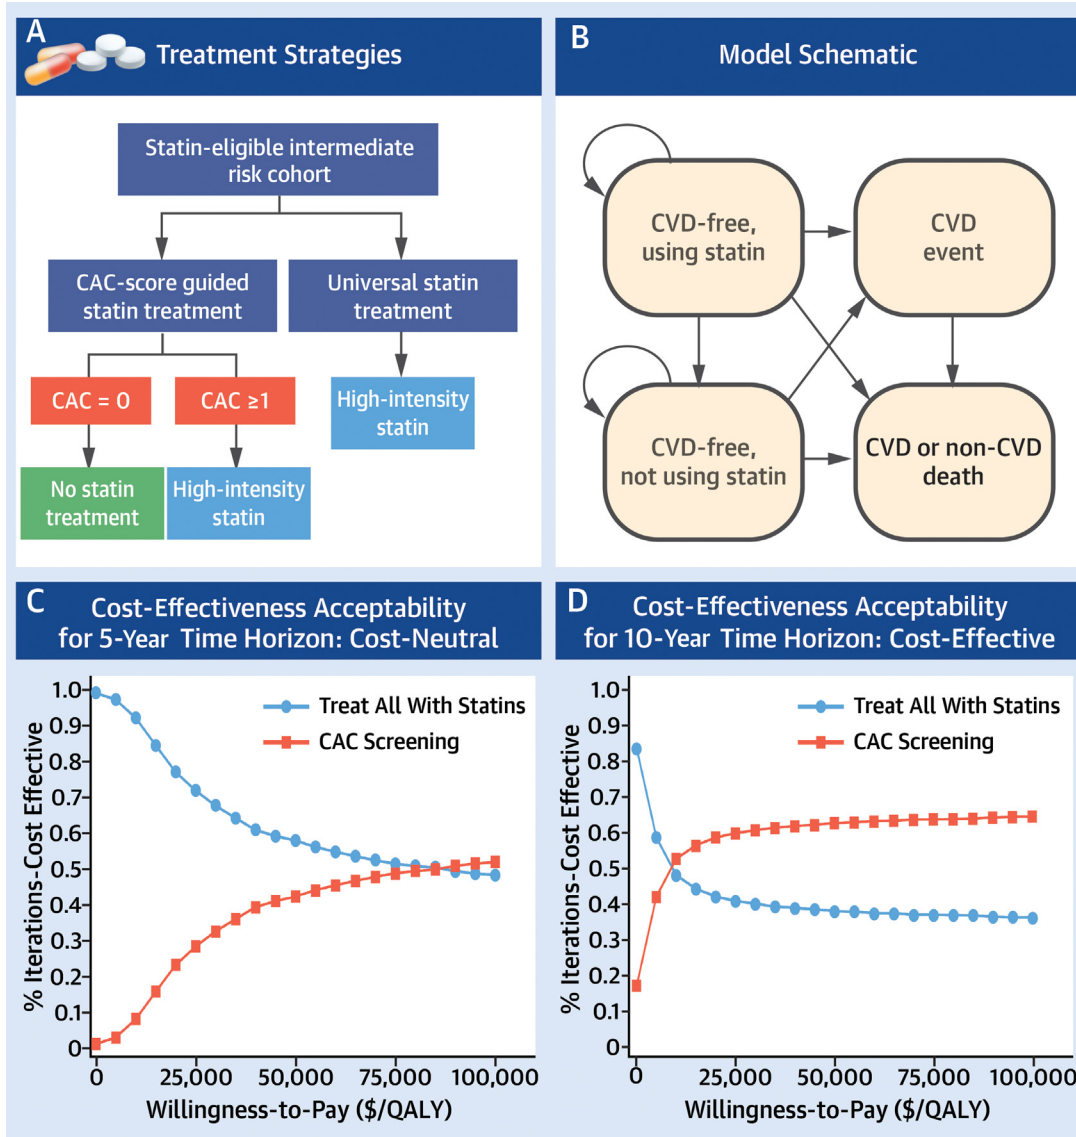 A
Treatment Strategies
Statin-eligible intermediate
risk cohort
CAC-score guided
statin treatment
Universal statin
treatment
CAC = 0
CAC ≥1
High-intensity
statin
No statin
treatment
High-intensity
statin
B
Model Schematic
CVD-free,
using statin
CVD
event
CVD-free,
not using statin
CVD or non-CVD
death
C
Cost-Effectiveness Acceptability
for 5-Year Time Horizon: Cost-Neutral
% Iterations-Cost Effective
1.0
0.9
0.8
0.7
0.6
0.5
0.4
0.3
0.2
0.1
0
Treat All With Statins
CAC Screening
0
25,000
50,000
75,000
100,000
Willingness-to-Pay ($/QALY)
D
Cost-Effectiveness Acceptability
for 10-Year Time Horizon: Cost-Effective
% Iterations-Cost Effective
1.0
0.9
0.8
0.7
0.6
0.5
0.4
0.3
0.2
0.1
0
Treat All With Statins
CAC Screening
0
25,000
50,000
75,000
100,000
Willingness-to-Pay ($/QALY)